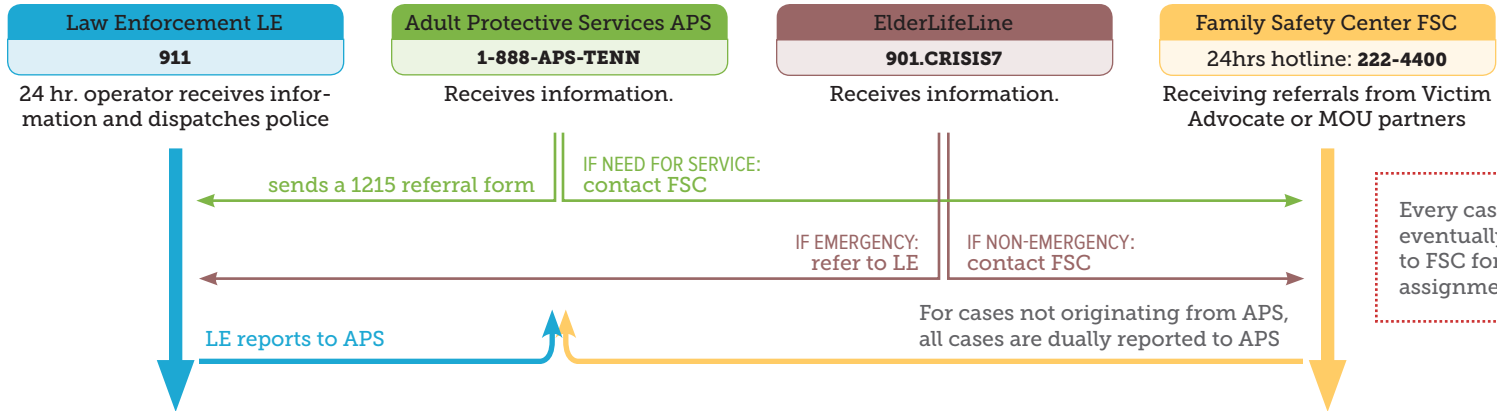 Law Enforcement LE
911
24 hr. operator receives infor-
mation and dispatches police
Adult Protective Services APS
1-888-APS-TENN
Receives information.
ElderLifeLine
901.CRISIS7
Receives information.
Family Safety Center FSC
24hrs hotline: 222-4400
Receiving referrals from Victim
Advocate or MOU partners
sends a 1215 referral form
IF NEED FOR SERVICE:
contact FSC
IF EMERGENCY:
refer to LE
IF NON-EMERGENCY:
contact FSC
Every cas
eventually
to FSC for
assignme
LE reports to APS
For cases not originating from APS,
all cases are dually reported to APS